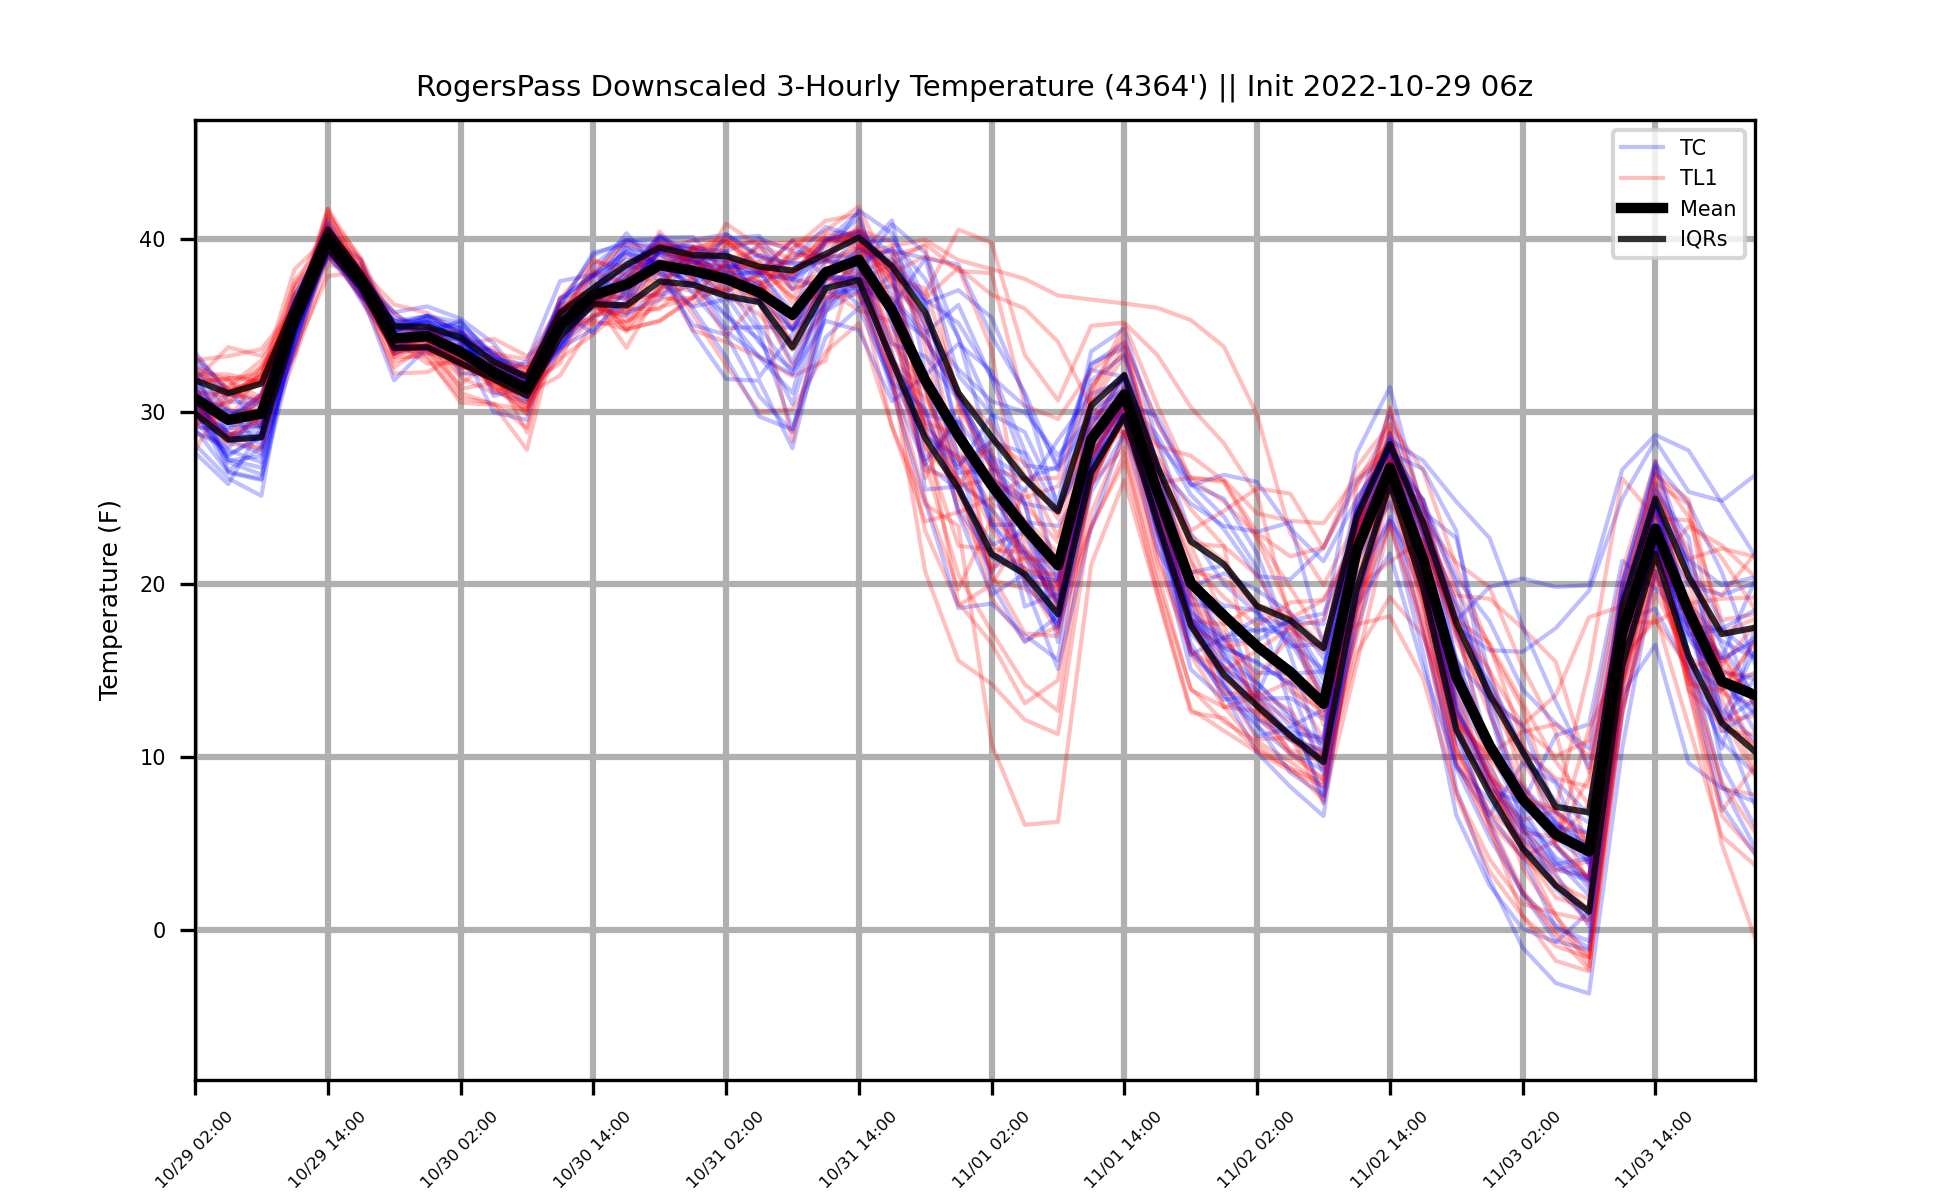 RogersPass Downscaled 3-Hourly Temperature (4364') || Init 2022-10-29 06z
TC
TL1
Mean
IQRs
Temperature (F)
40
30
20
10
0
10/29 02:00
10/29 14:00
10/30 02:00
10/30 14:00
10/31 02:00
10/31 14:00
11/01 02:00
11/01 14:00
11/02 02:00
11/02 14:00
11/03 02:00
11/03 14:00